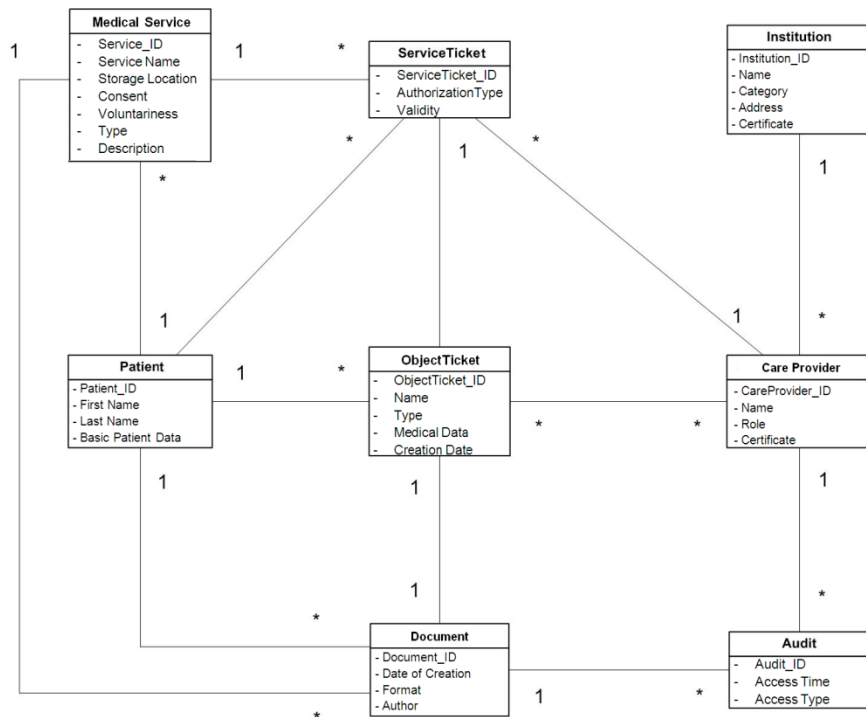 Medical Service
- Service_ID
- Service Name
- Storage Location
- Consent
- Voluntariness
- Type
- Description
1
1
*
ServiceTicket
- ServiceTicket_ID
- AuthorizationType
- Validity
Institution
- Institution_ID
- Name
- Category
- Address
- Certificate
*
*
1
*
1
1
1
*
Patient
- Patient_ID
- First Name
- Last Name
- Basic Patient Data
1
*
ObjectTicket
- ObjectTicket_ID
- Name
- Type
- Medical Data
- Creation Date
*
*
Care Provider
- CareProvider_ID
- Name
- Role
- Certificate
1
1
1
*
1
*
Document
- Document_ID
- Date of Creation
- Format
- Author
*
1
*
Audit
- Audit_ID
- Access Time
- Access Type